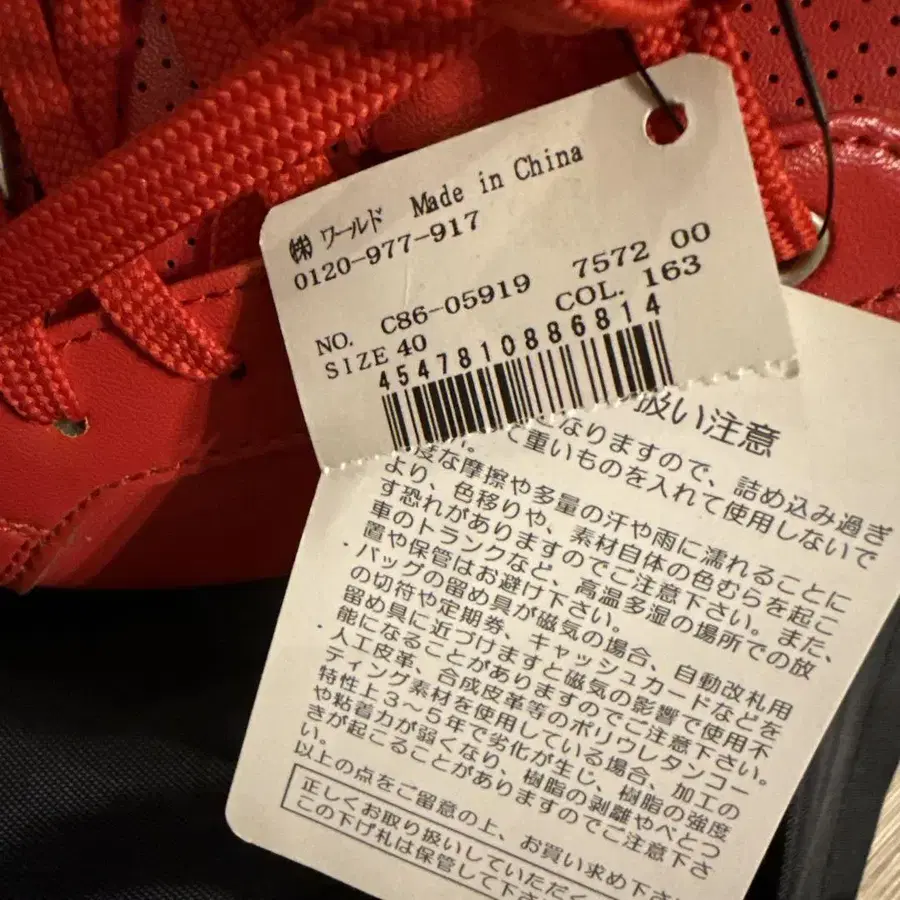 ㈱ ワールド Made in China
0120-977-917
NO. C86-05919 7572 00
SIZE 40 COL. 163
4547810886814
扱い注意
なりますので、詰め込み過ぎ
て重いものを入れて使用しないで
度な摩擦や多量の汗や雨に濡れることに
より、色移りや、素材自体の色むらを起こ
す恐れがありますのでご注意下さい。また、
車のトランクなど、高温多湿の場所での放
置や保管はお避け下さい。
・バッグの留め具が磁気の場合、自動改札用
の切符や定期券、キャッシュカードなどを
留め具に近づけますと磁気の影響で使用不
能になることがありますのでご注意下さい。
・人工皮革、合成皮革等のポリウレタンコー
ティング素材を使用している場合、加工の
特性上3〜5年で劣化が生じ、樹脂の強度
や粘着力が弱くなり、樹脂の剥離やべとつ
きが起こることがありますのでご注意下さ
い。
以上の点をご留意の上、お買い求め下さ
正しくお取り扱いしていただく
この下げ札は保管して下さ